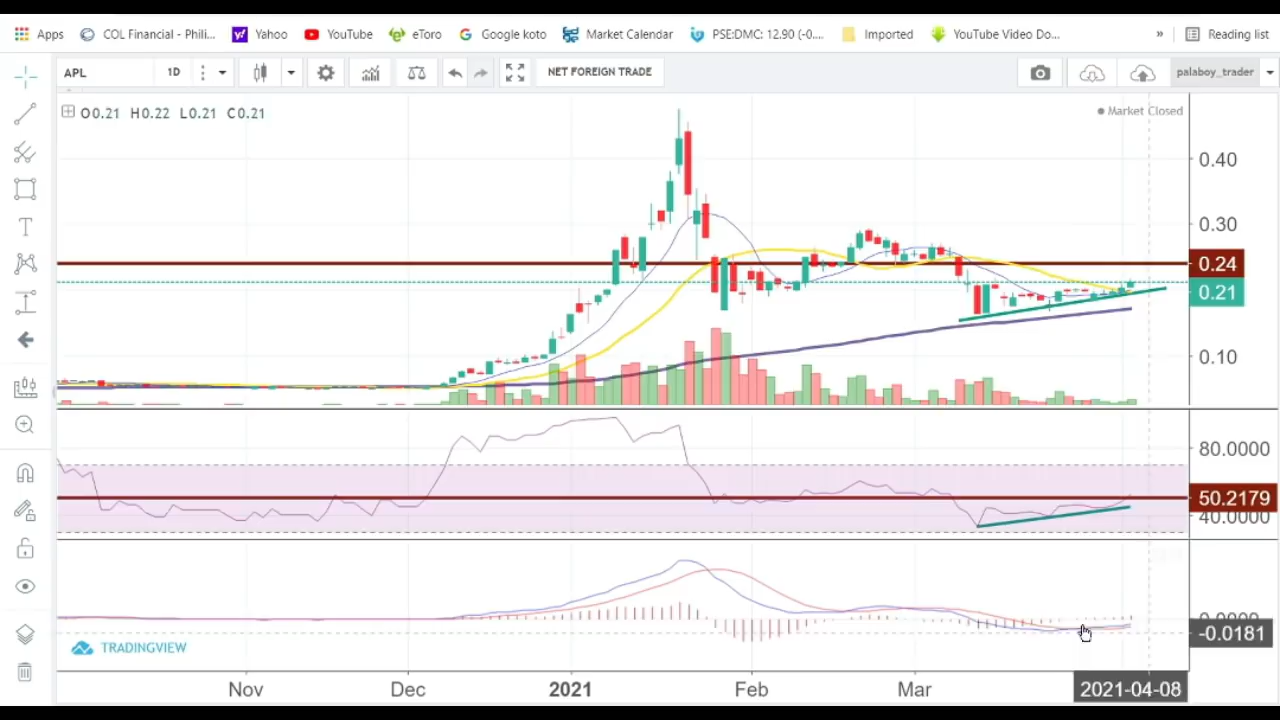 Apps COL Financial - Phili... Yahoo YouTube eToro Google koto Market Calendar PSE:DMC: 12.90 (-0.... Imported YouTube Video Do... » Reading list
APL 1D NET FOREIGN TRADE palaboy_trader
O0.21 H0.22 L0.21 C0.21 Market Closed
0.40
0.30
0.24
0.21
0.10
80.0000
50.2179
40.0000
0.0000
-0.0181
TRADINGVIEW
Nov Dec 2021 Feb Mar 2021-04-08